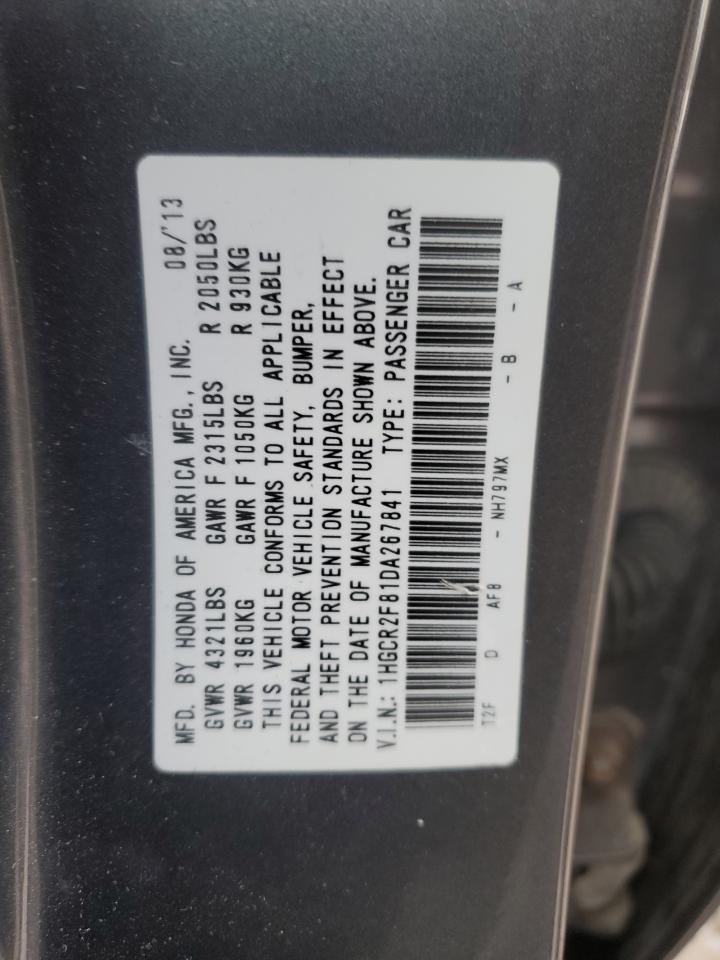 MFD. BY HONDA OF AMERICA MFG., INC. 08/'13
GVWR 4321LBS GAWR F 2315LBS R 2050LBS
GVWR 1960KG GAWR F 1050KG R 930KG
THIS VEHICLE CONFORMS TO ALL APPLICABLE
FEDERAL MOTOR VEHICLE SAFETY, BUMPER,
AND THEFT PREVENTION STANDARDS IN EFFECT
ON THE DATE OF MANUFACTURE SHOWN ABOVE.
V.I.N.: 1HGCR2F81DA267841 TYPE: PASSENGER CAR
T2F D AF8 - NH797MX - B - A